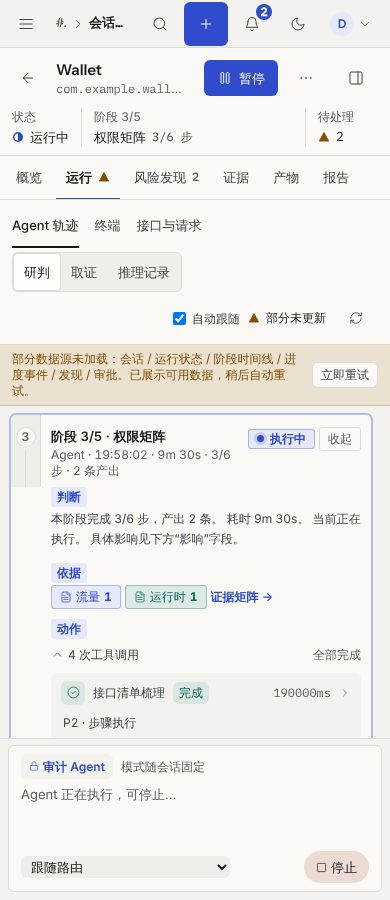 #. > 会话…
2
D
Wallet
com.example.wall…
暂停
状态
运行中
阶段 3/5
权限矩阵 3/6 步
待处理
2
概览 运行 风险发现 2 证据 产物 报告
Agent 轨迹 终端 接口与请求
研判 取证 推理记录
自动跟随 部分未更新
部分数据源未加载：会话 / 运行状态 / 阶段时间线 / 进
度事件 / 发现 / 审批。已展示可用数据，稍后自动重
试。
立即重试
3
阶段 3/5 · 权限矩阵
执行中 收起
Agent · 19:58:02 · 9m 30s · 3/6
步 · 2 条产出
判断
本阶段完成 3/6 步，产出 2 条。 耗时 9m 30s。 当前正在
执行。 具体影响见下方“影响”字段。
依据
流量 1 运行时 1 证据矩阵 →
动作
4 次工具调用 全部完成
接口清单梳理 完成 190000ms
P2 · 步骤执行
审计 Agent 模式随会话固定
Agent 正在执行，可停止…
跟随路由
停止